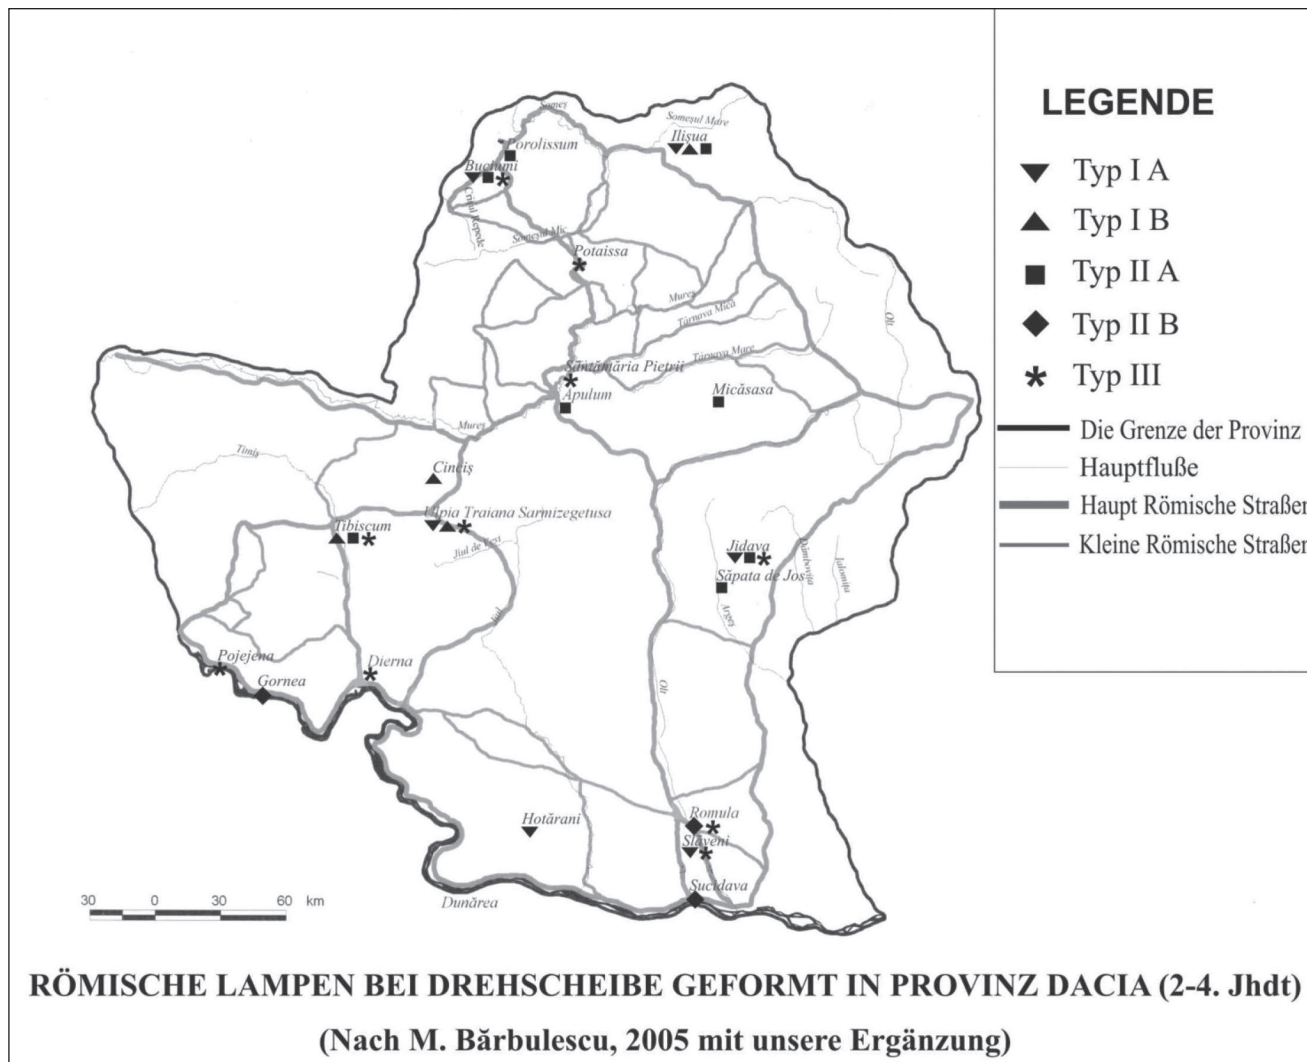 LEGENDE
Typ I A
Typ I B
Typ II A
Typ II B
Typ III
Die Grenze der Provinz
Hauptfluße
Haupt Römische Straßen
Kleine Römische Straßen
Someş
Someşul Mare
Ilişua
Porolissum
Buciumi
Crişul Repede
Someşul Mic
Potaissa
Mureş
Târnava Mică
Olt
Târnava Mare
Sântămăria Pietrii
Micăsasa
Apulum
Mureş
Timiş
Cinciş
Ulpia Traiana Sarmizegetusa
Tibiscum
Jiul de Vest
Jidava
Dâmboviţa
Ialomiţa
Săpata de Jos
Argeş
Jiul
Pojejena
Dierna
Gornea
Olt
Hotărani
Romula
Slăveni
Sucidava
Dunărea
30 0 30 60 km
RÖMISCHE LAMPEN BEI DREHSCHEIBE GEFORMT IN PROVINZ DACIA (2-4. Jhdt)
(Nach M. Bărbulescu, 2005 mit unsere Ergänzung)